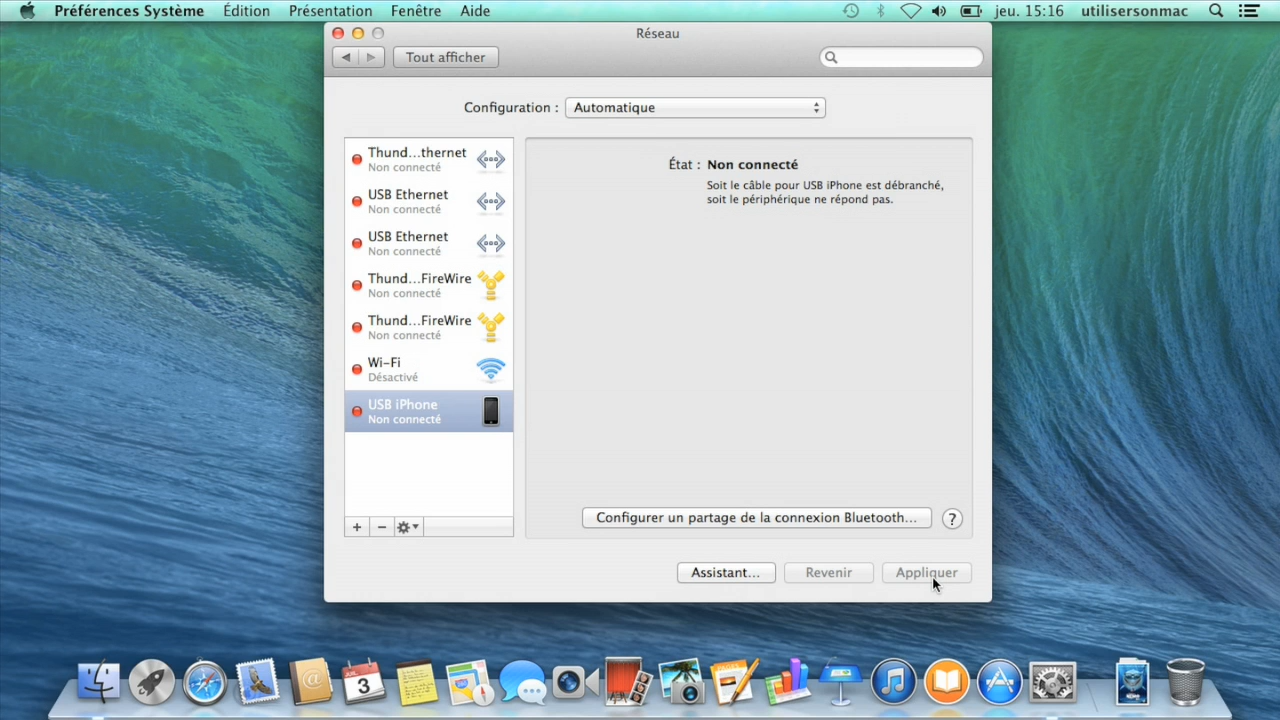 Préférences Système Édition Présentation Fenêtre Aide jeu. 15:16 utilisersonmac
Réseau
Tout afficher
Configuration : Automatique
Thund...thernet
Non connecté
USB Ethernet
Non connecté
USB Ethernet
Non connecté
Thund...FireWire
Non connecté
Thund...FireWire
Non connecté
Wi-Fi
Désactivé
USB iPhone
Non connecté
État : Non connecté
Soit le câble pour USB iPhone est débranché,
soit le périphérique ne répond pas.
Configurer un partage de la connexion Bluetooth... ?
Assistant... Revenir Appliquer
3
PAGES